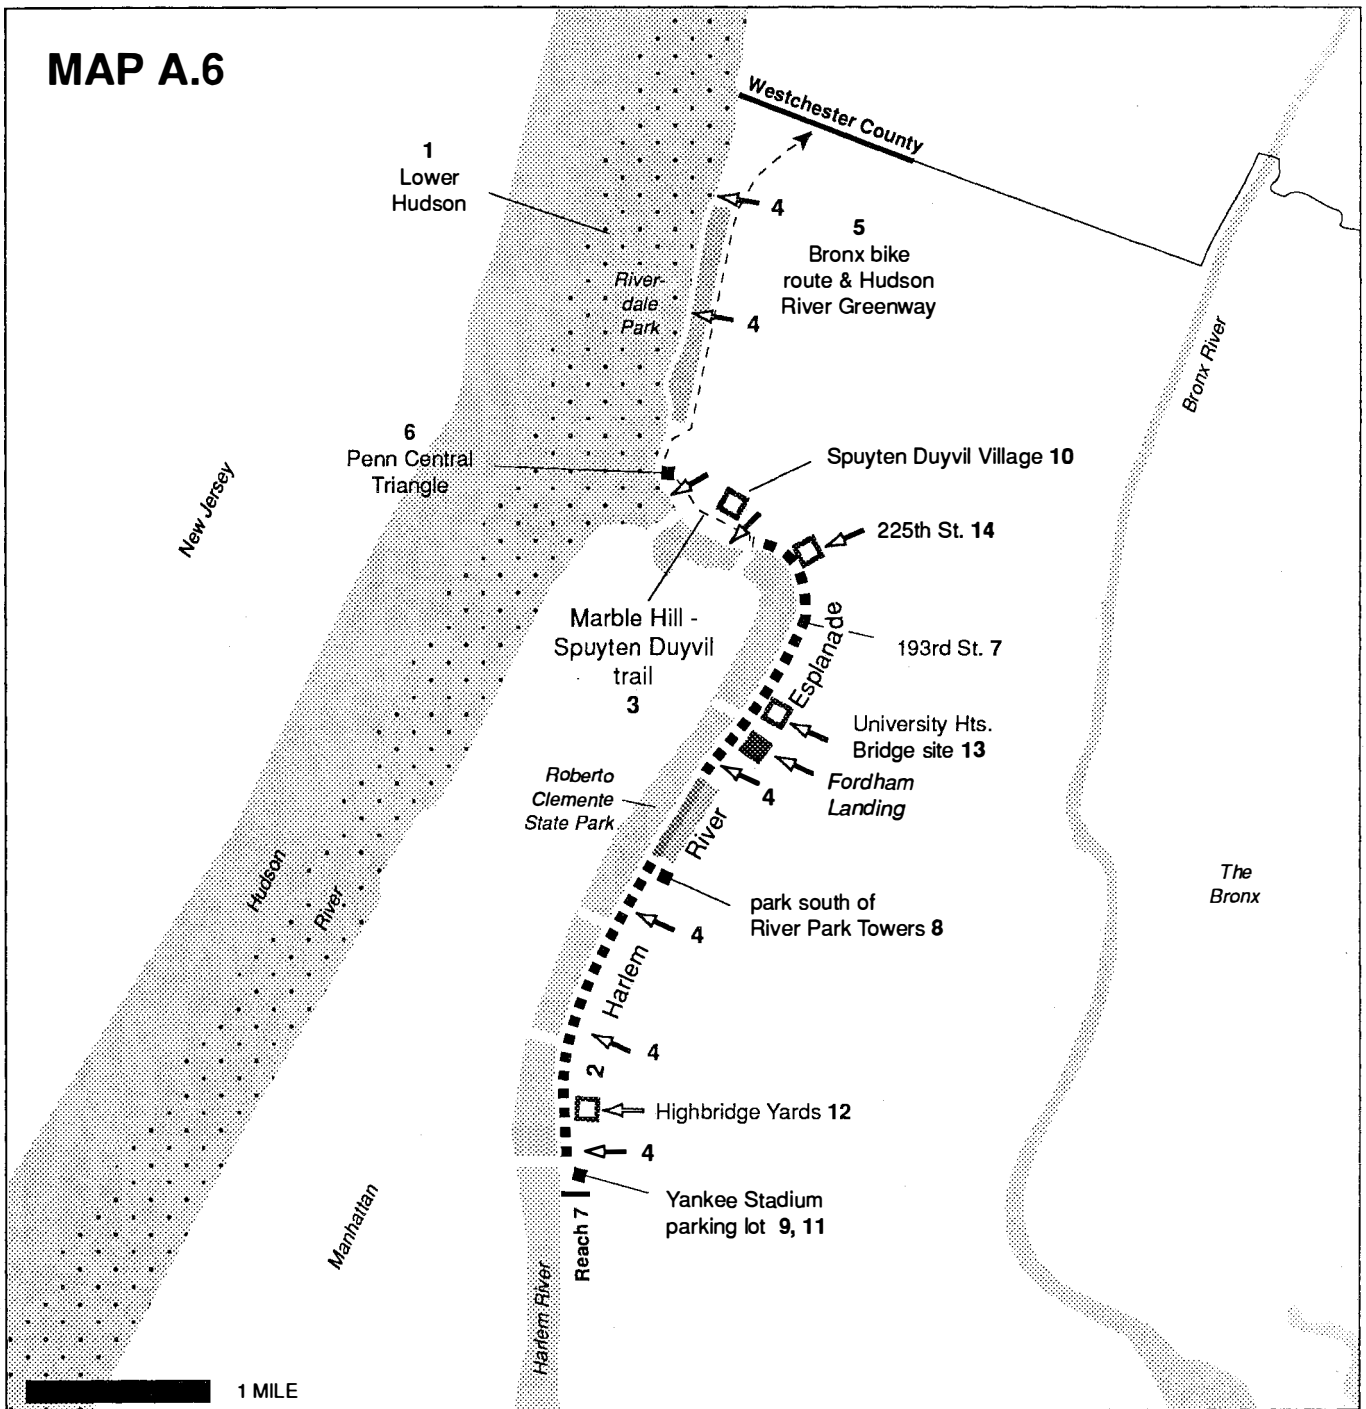 MAP A.6
Westchester County
1
Lower
Hudson
4
5
Bronx bike
route & Hudson
River Greenway
River-
dale
Park
4
Bronx River
6
Penn Central
Triangle
New Jersey
Spuyten Duyvil Village 10
225th St. 14
Marble Hill -
Spuyten Duyvil
trail
3
193rd St. 7
Esplanade
University Hts.
Bridge site 13
Fordham
Landing
4
Roberto
Clemente
State Park
River
Hudson
River
The
Bronx
park south of
River Park Towers 8
4
Harlem
4
2
Highbridge Yards 12
4
Yankee Stadium
parking lot 9, 11
Reach 7
Manhattan
Harlem River
1 MILE